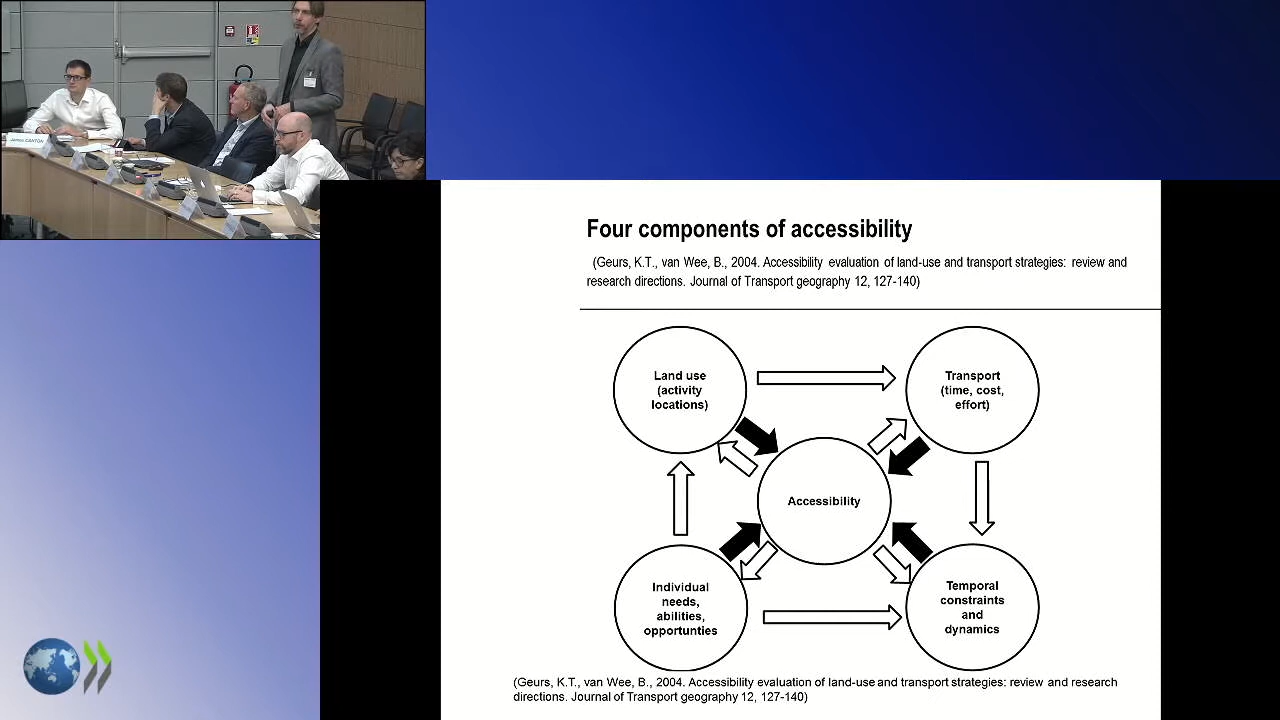 James CANTON
Four components of accessibility
(Geurs, K.T., van Wee, B., 2004. Accessibility evaluation of land-use and transport strategies: review and
research directions. Journal of Transport geography 12, 127-140)
Land use
(activity
locations)
Transport
(time, cost,
effort)
Accessibility
Individual
needs,
abilities,
opportunties
Temporal
constraints
and
dynamics
(Geurs, K.T., van Wee, B., 2004. Accessibility evaluation of land-use and transport strategies: review and research
directions. Journal of Transport geography 12, 127-140)